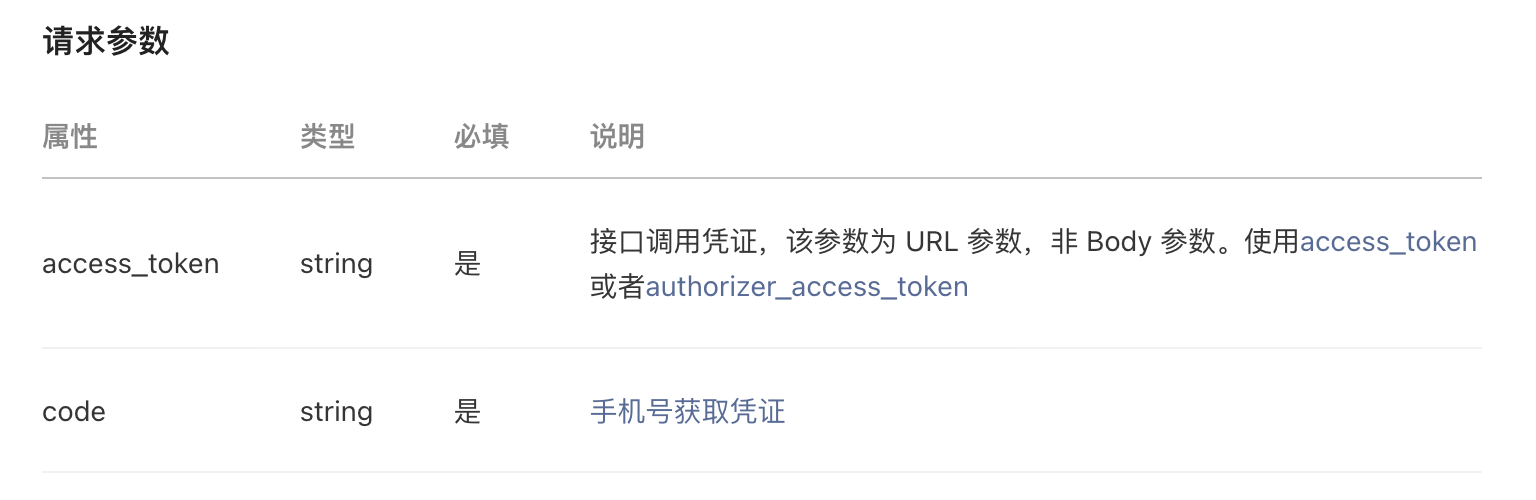 请求参数
属性 类型 必填 说明
access_token string 是 接口调用凭证，该参数为 URL 参数，非 Body 参数。使用access_token
或者authorizer_access_token
code string 是 手机号获取凭证